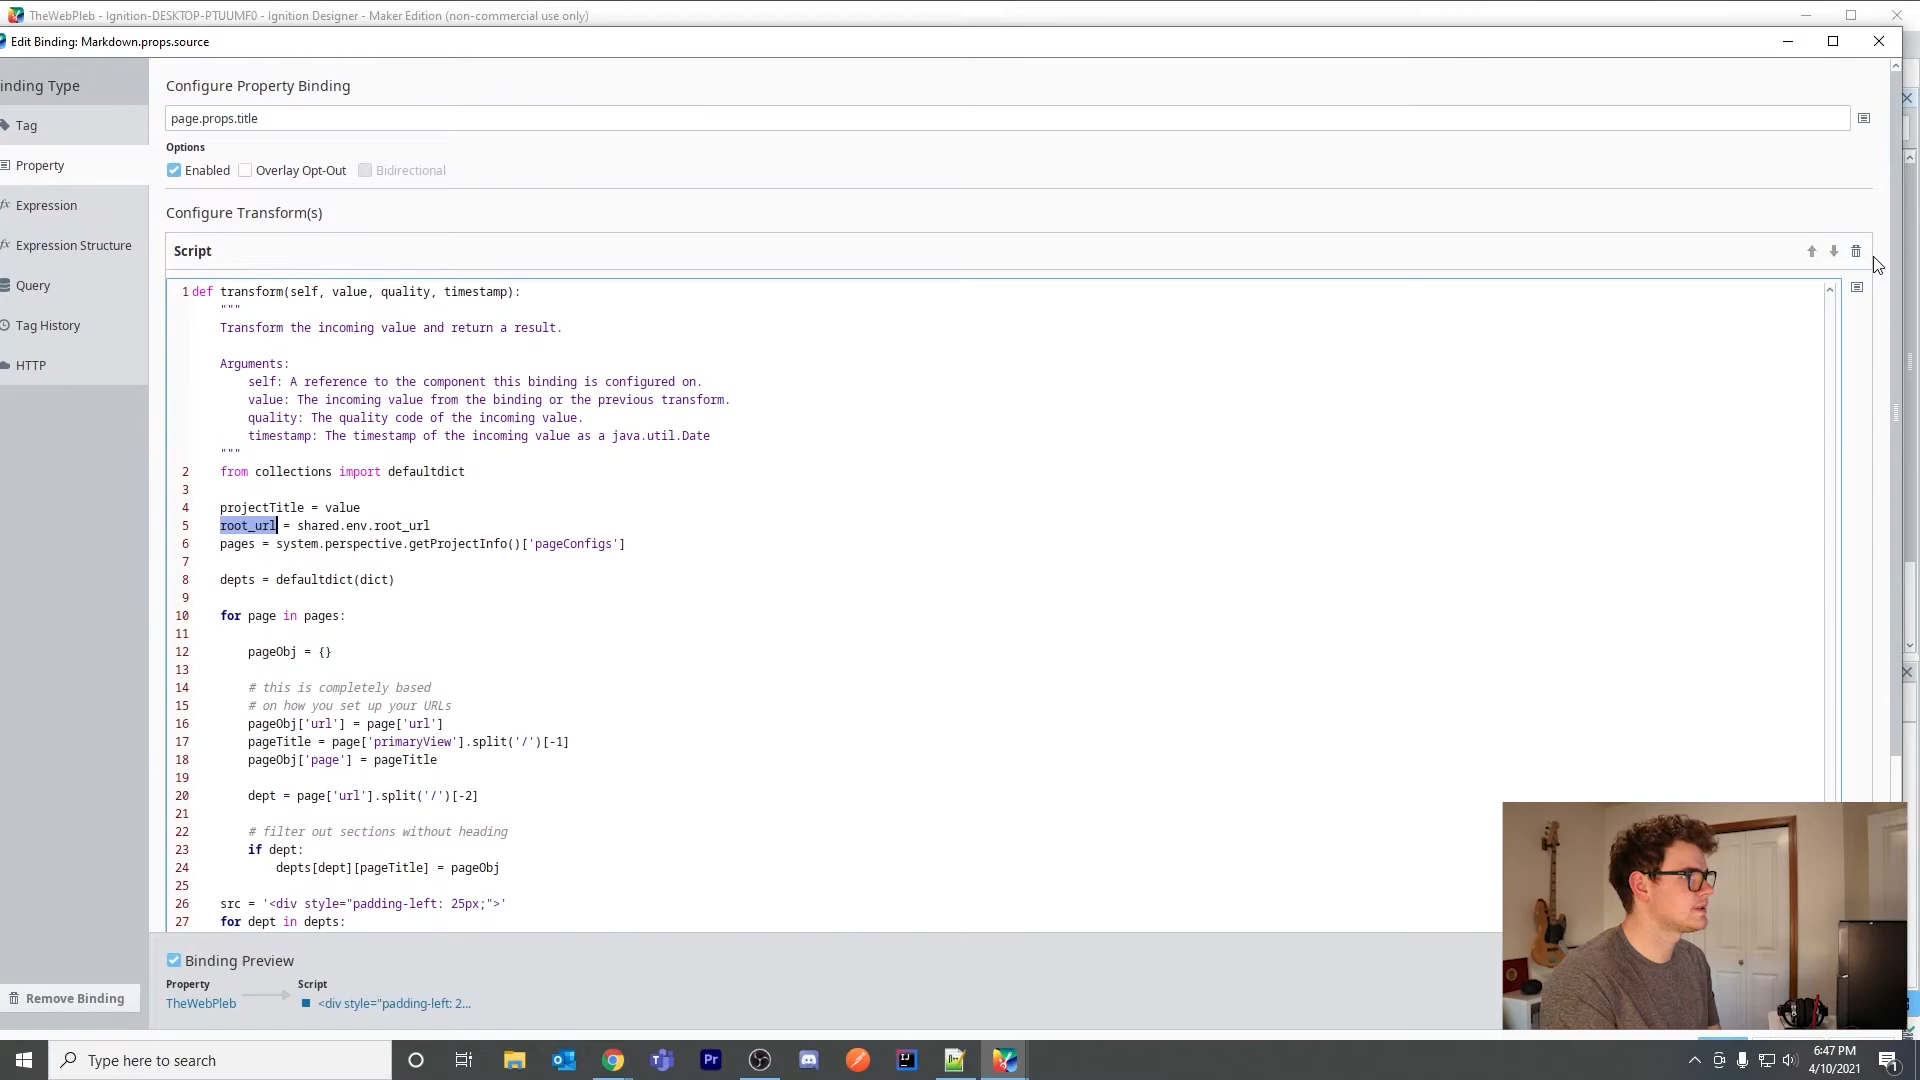 TheWebPleb - Ignition-DESKTOP-PTUUMF0 - Ignition Designer - Maker Edition (non-commercial use only)
Edit Binding: Markdown.props.source
inding Type
Tag
Property
Expression
Expression Structure
Query
Tag History
HTTP
Remove Binding
Configure Property Binding
page.props.title
Options
Enabled Overlay Opt-Out Bidirectional
Configure Transform(s)
Script
1 def transform(self, value, quality, timestamp):
"""
Transform the incoming value and return a result.
Arguments:
self: A reference to the component this binding is configured on.
value: The incoming value from the binding or the previous transform.
quality: The quality code of the incoming value.
timestamp: The timestamp of the incoming value as a java.util.Date
"""
2 from collections import defaultdict
3
4 projectTitle = value
5 root_url = shared.env.root_url
6 pages = system.perspective.getProjectInfo()['pageConfigs']
7
8 depts = defaultdict(dict)
9
10 for page in pages:
11
12 pageObj = {}
13
14 # this is completely based
15 # on how you set up your URLs
16 pageObj['url'] = page['url']
17 pageTitle = page['primaryView'].split('/')[-1]
18 pageObj['page'] = pageTitle
19
20 dept = page['url'].split('/')[-2]
21
22 # filter out sections without heading
23 if dept:
24 depts[dept][pageTitle] = pageObj
25
26 src = '<div style="padding-left: 25px;">'
27 for dept in depts:
Binding Preview
Property Script
TheWebPleb <div style="padding-left: 2...
Type here to search
6:47 PM
4/10/2021